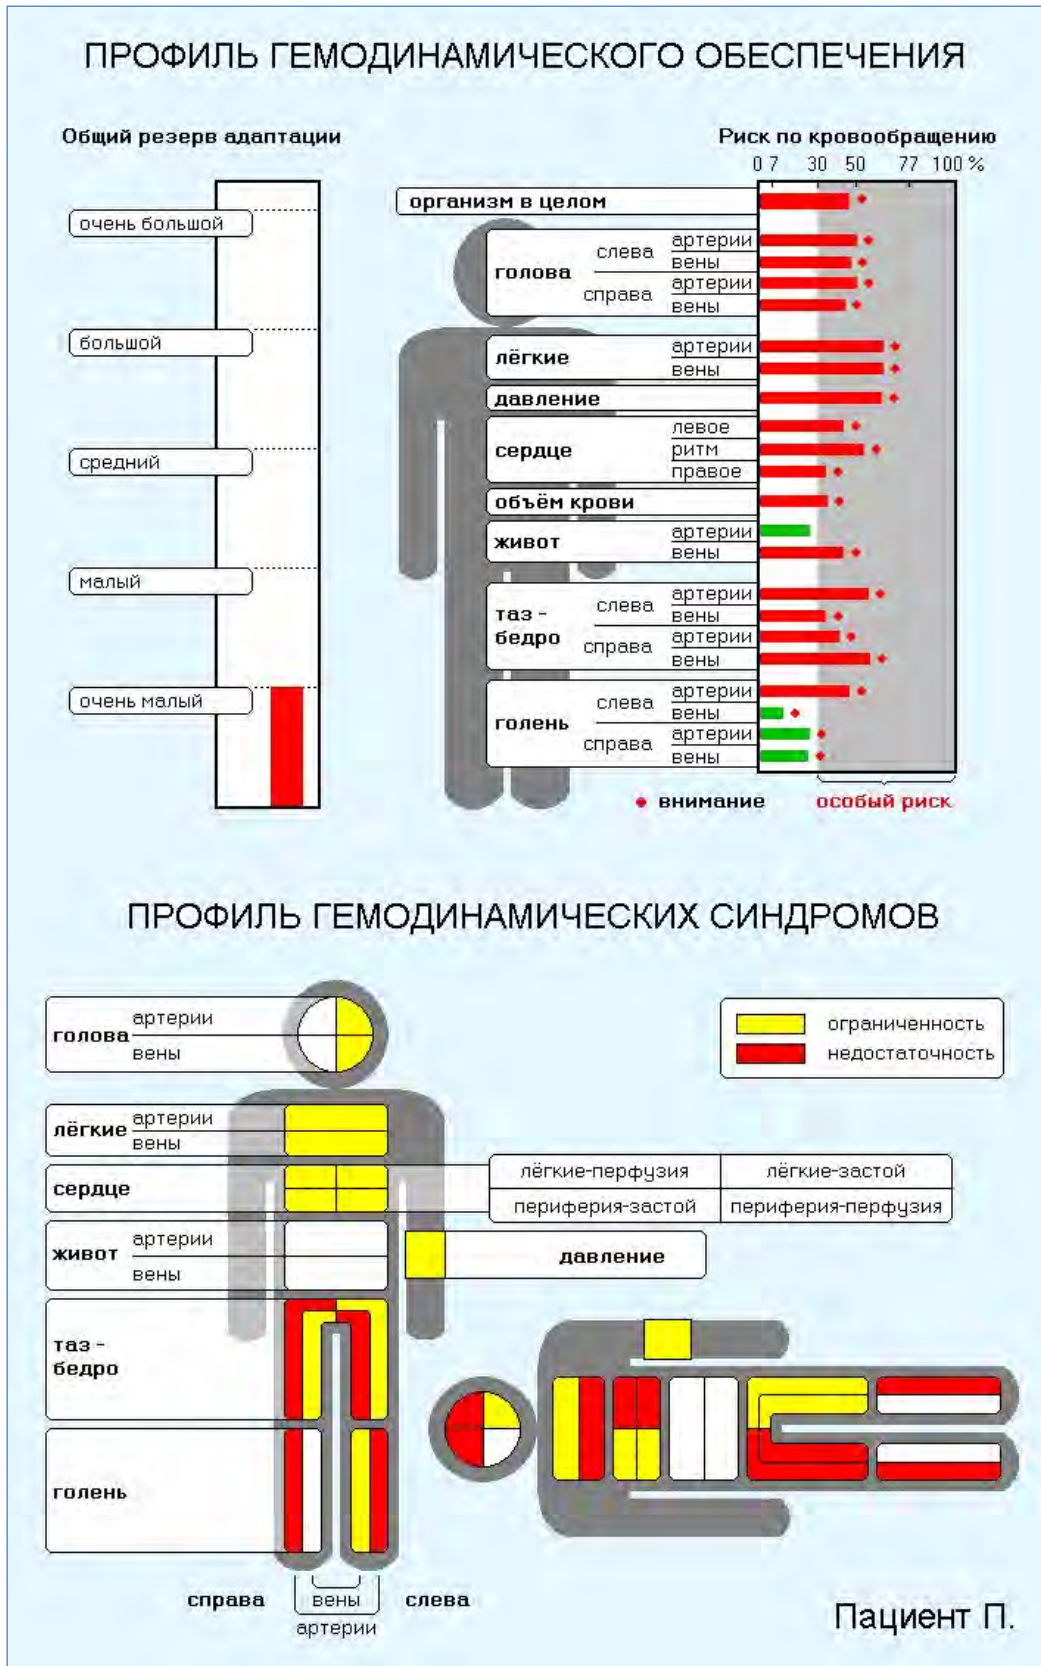 ПРОФИЛЬ ГЕМОДИНАМИЧЕСКОГО ОБЕСПЕЧЕНИЯ
Общий резерв адаптации
очень большой
большой
средний
малый
очень малый
Риск по кровообращению
0 7 30 50 77 100 %
организм в целом
голова
слева
артерии
вены
справа
артерии
вены
лёгкие
артерии
вены
давление
сердце
левое
ритм
правое
объём крови
живот
артерии
вены
таз -
бедро
слева
артерии
вены
справа
артерии
вены
голень
слева
артерии
вены
справа
артерии
вены
внимание
особый риск
ПРОФИЛЬ ГЕМОДИНАМИЧЕСКИХ СИНДРОМОВ
голова
артерии
вены
ограниченность
недостаточность
лёгкие
артерии
вены
сердце
лёгкие-перфузия
лёгкие-застой
периферия-застой
периферия-перфузия
живот
артерии
вены
давление
таз -
бедро
голень
справа
вены
слева
артерии
Пациент П.